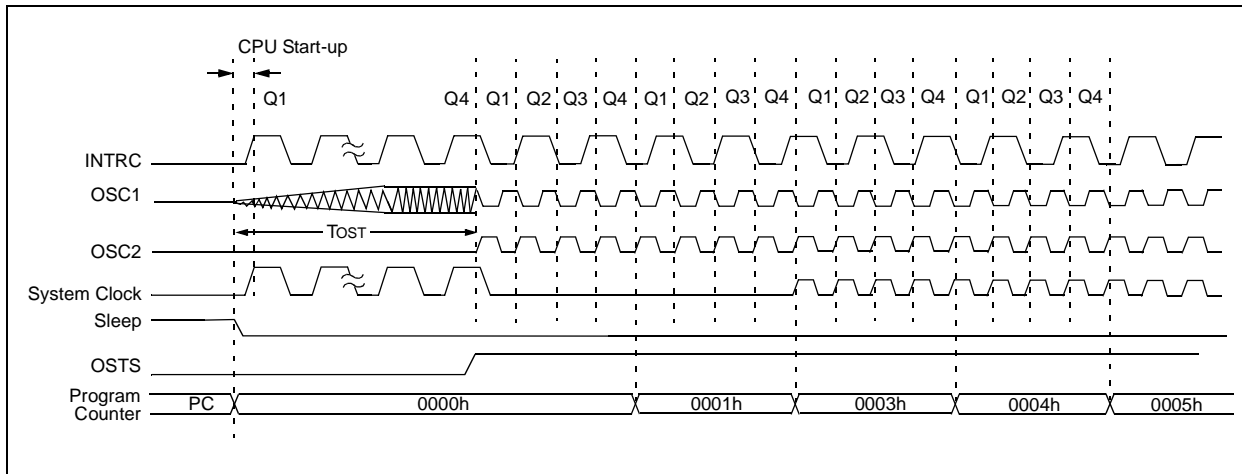 CPU Start-up
Q1 Q4 Q1 Q2 Q3 Q4 Q1 Q2 Q3 Q4 Q1 Q2 Q3 Q4 Q1 Q2 Q3 Q4
INTRC
OSC1
TOST
OSC2
System Clock
Sleep
OSTS
Program
Counter
PC 0000h 0001h 0003h 0004h 0005h